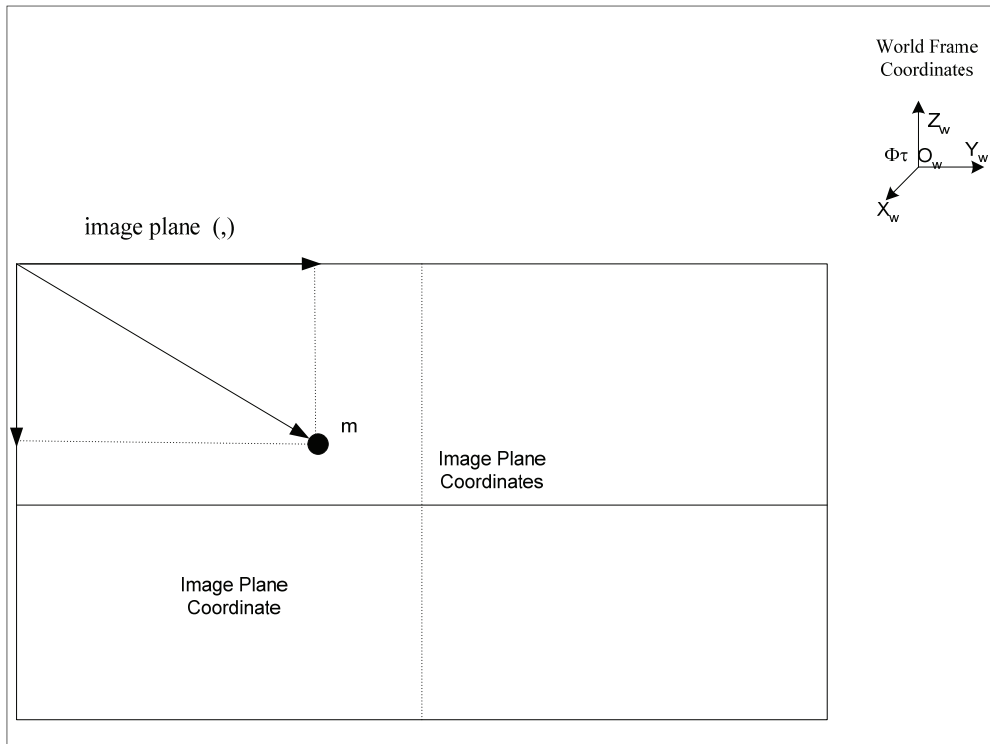 World Frame
Coordinates
Z_w
Φτ O_w Y_w
X_w
image plane (,)
m
Image Plane
Coordinates
Image Plane
Coordinate